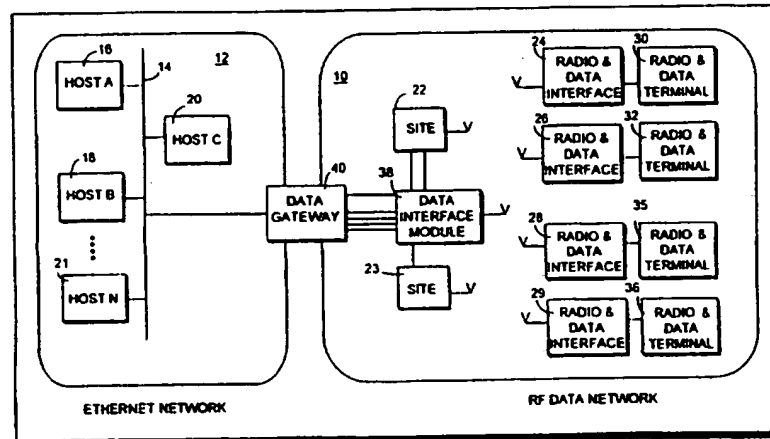 16
HOST A
14
12
20
HOST C
18
HOST B
21
HOST N
ETHERNET NETWORK
40
DATA
GATEWAY
10
22
SITE
V
38
DATA
INTERFACE
MODULE
V
23
SITE
V
24
RADIO &
DATA
INTERFACE
V
30
RADIO &
DATA
TERMINAL
26
RADIO &
DATA
INTERFACE
V
32
RADIO &
DATA
TERMINAL
28
RADIO &
DATA
INTERFACE
V
35
RADIO &
DATA
TERMINAL
29
RADIO &
DATA
INTERFACE
V
36
RADIO &
DATA
TERMINAL
RF DATA NETWORK